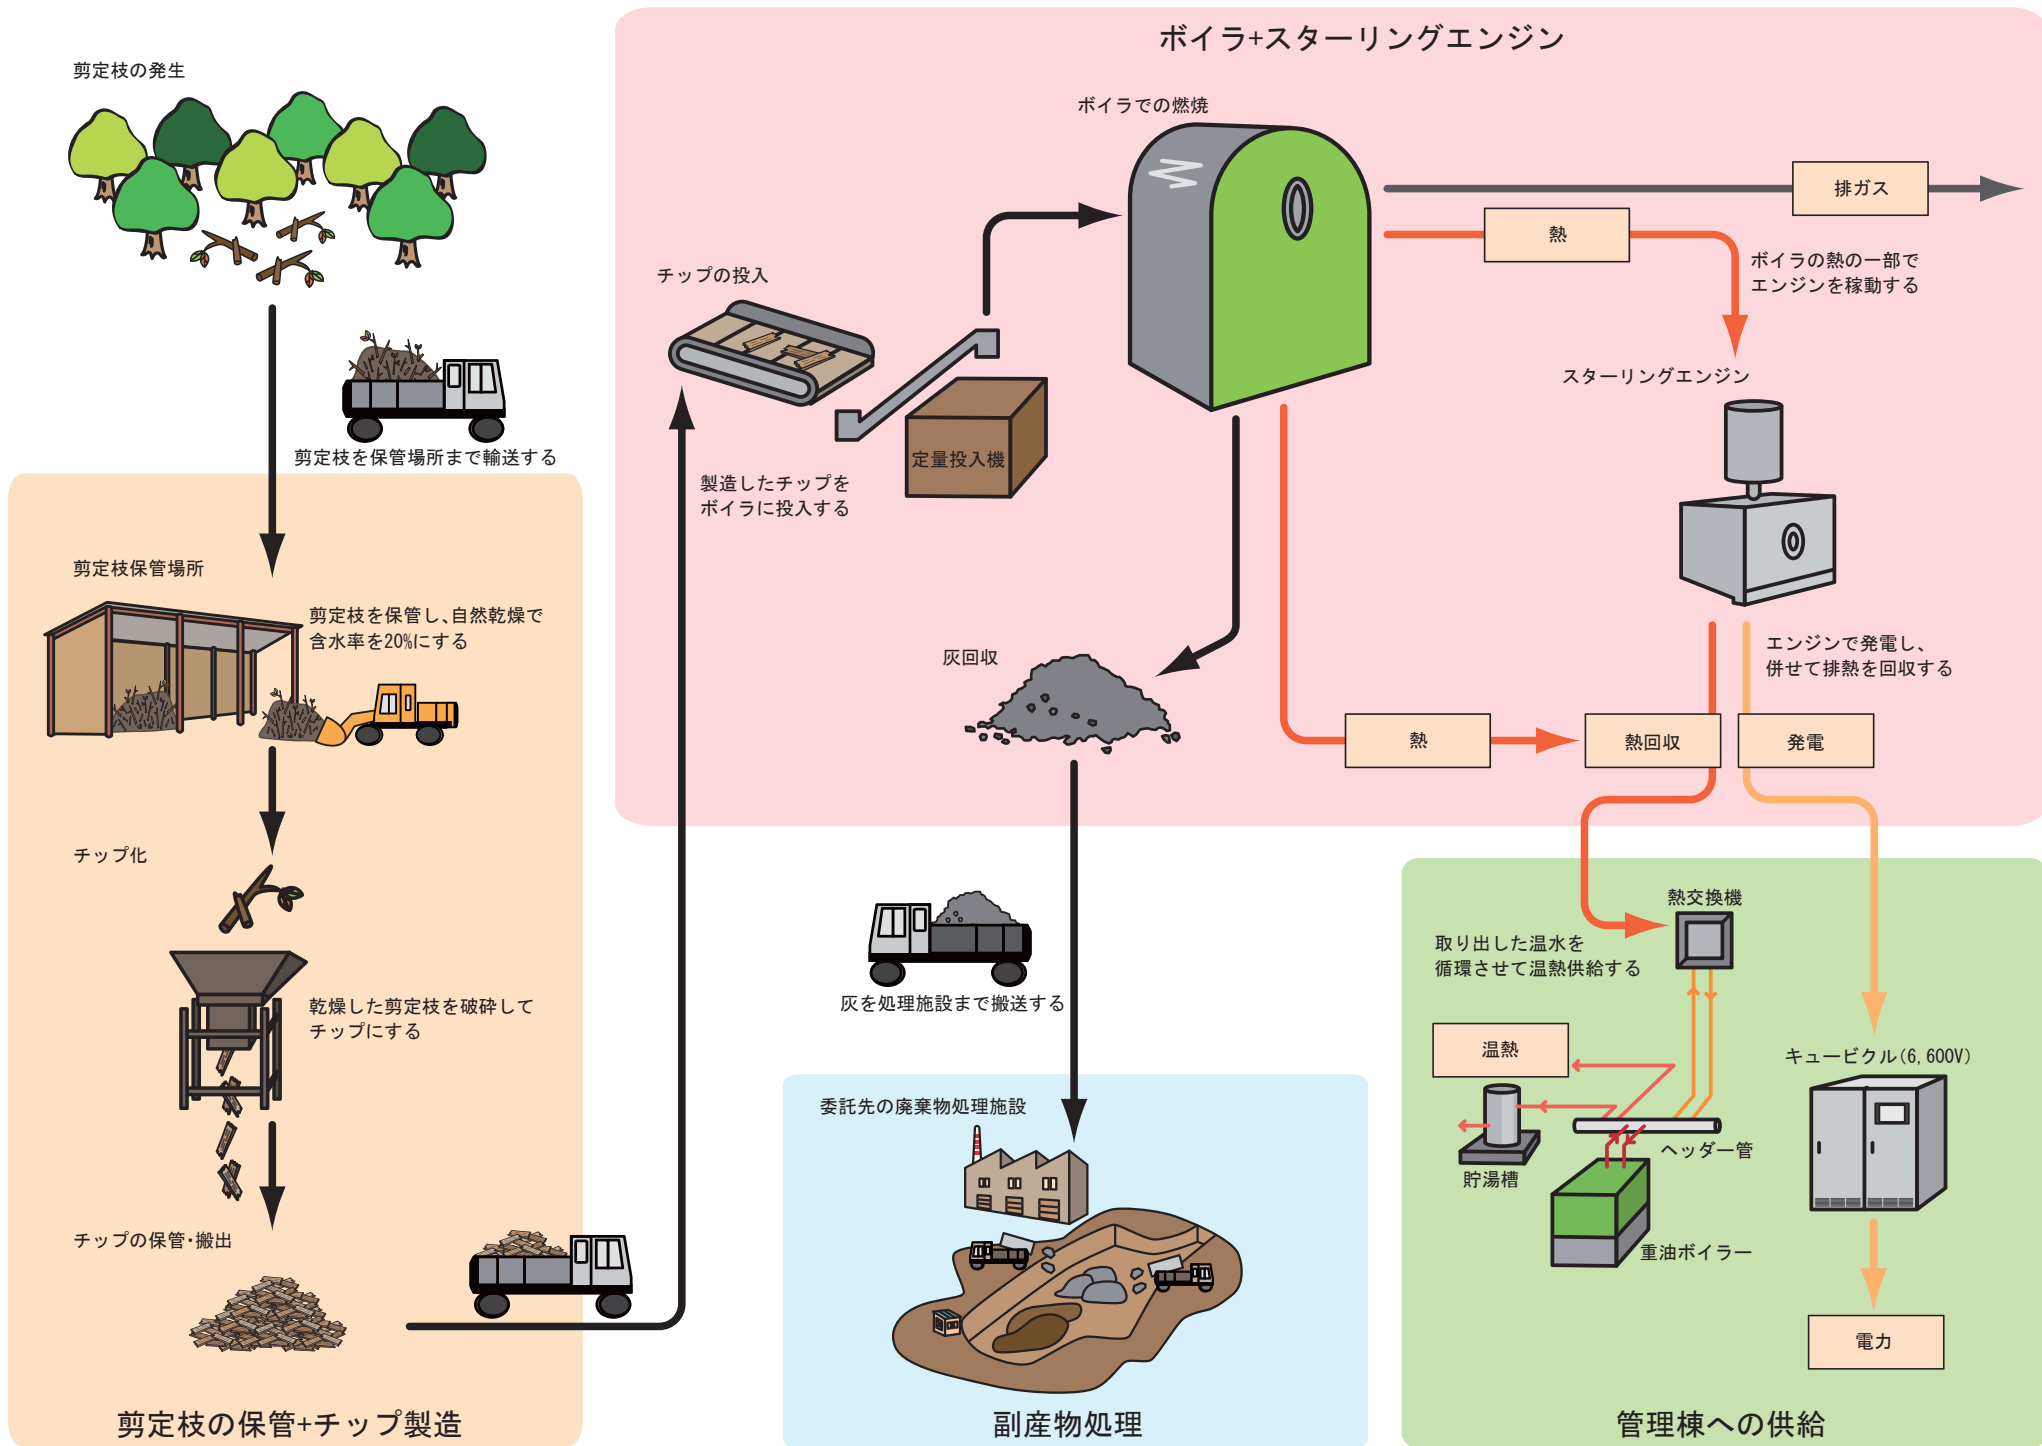 ボイラ+スターリングエンジン
剪定枝の発生
剪定枝を保管場所まで輸送する
剪定枝保管場所
剪定枝を保管し、自然乾燥で
含水率を20%にする
チップ化
乾燥した剪定枝を破砕して
チップにする
チップの保管・搬出
剪定枝の保管+チップ製造
チップの投入
製造したチップを
ボイラに投入する
定量投入機
ボイラでの燃焼
排ガス
熱
ボイラの熱の一部で
エンジンを稼動する
スターリングエンジン
エンジンで発電し、
併せて排熱を回収する
灰回収
熱
熱回収
発電
灰を処理施設まで搬送する
委託先の廃棄物処理施設
副産物処理
熱交換機
取り出した温水を
循環させて温熱供給する
温熱
貯湯槽
ヘッダー管
重油ボイラー
キュービクル(6,600V)
電力
管理棟への供給